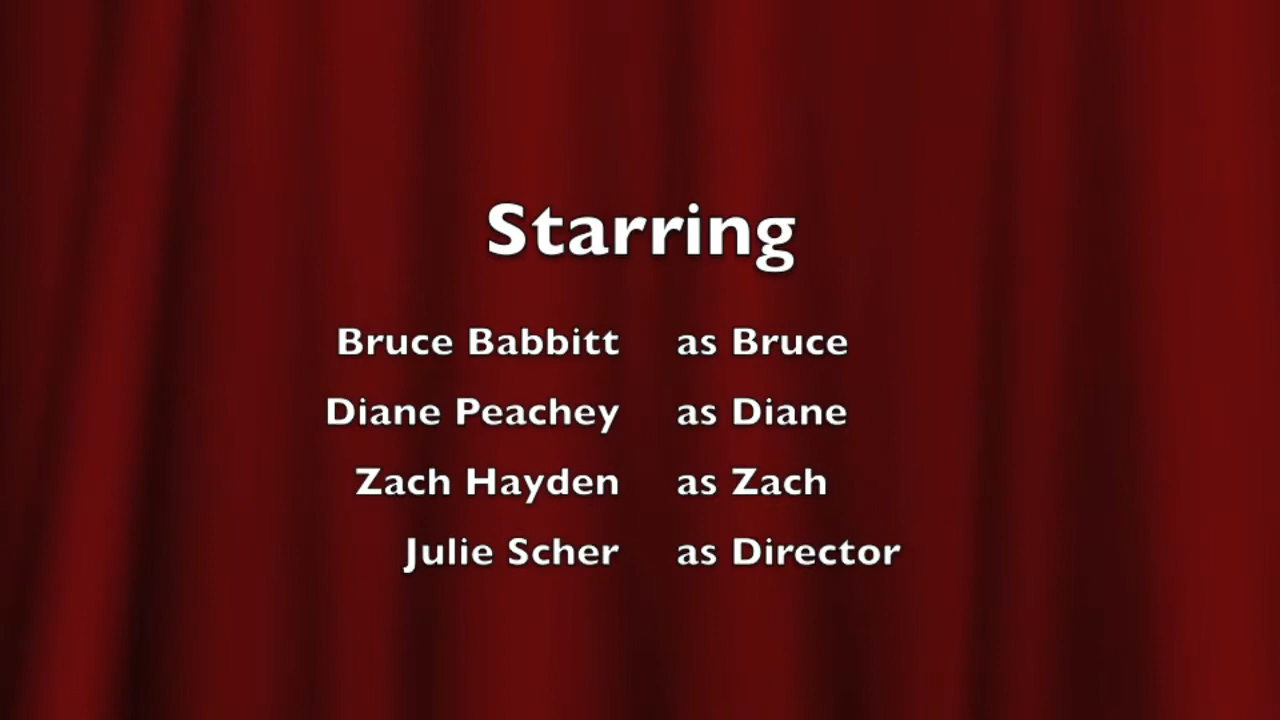 Starring
Bruce Babbitt as Bruce
Diane Peachey as Diane
Zach Hayden as Zach
Julie Scher as Director